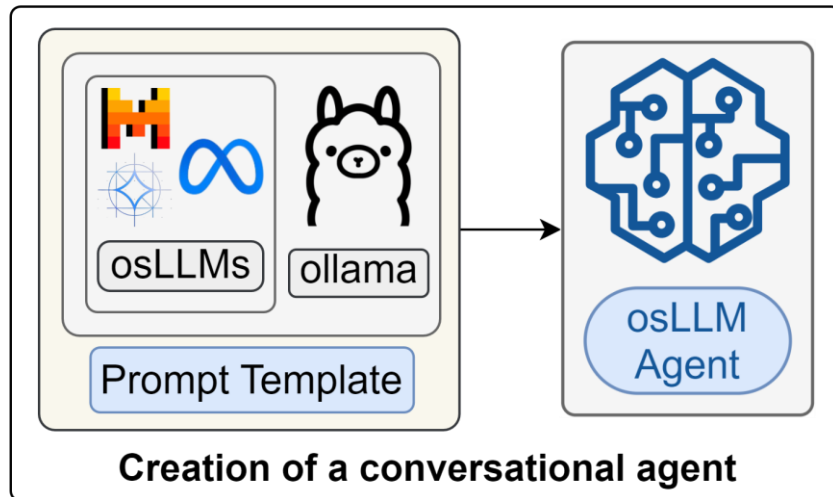 osLLMs
ollama
Prompt Template
osLLM
Agent
Creation of a conversational agent